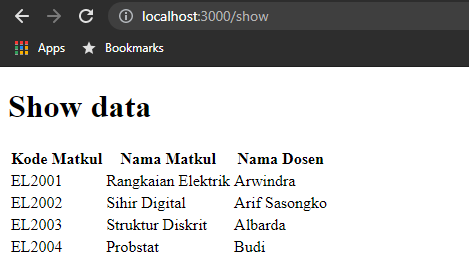 localhost:3000/show
Apps Bookmarks
Show data
Kode Matkul Nama Matkul Nama Dosen
EL2001 Rangkaian Elektrik Arwindra
EL2002 Sihir Digital Arif Sasongko
EL2003 Struktur Diskrit Albarda
EL2004 Probstat Budi